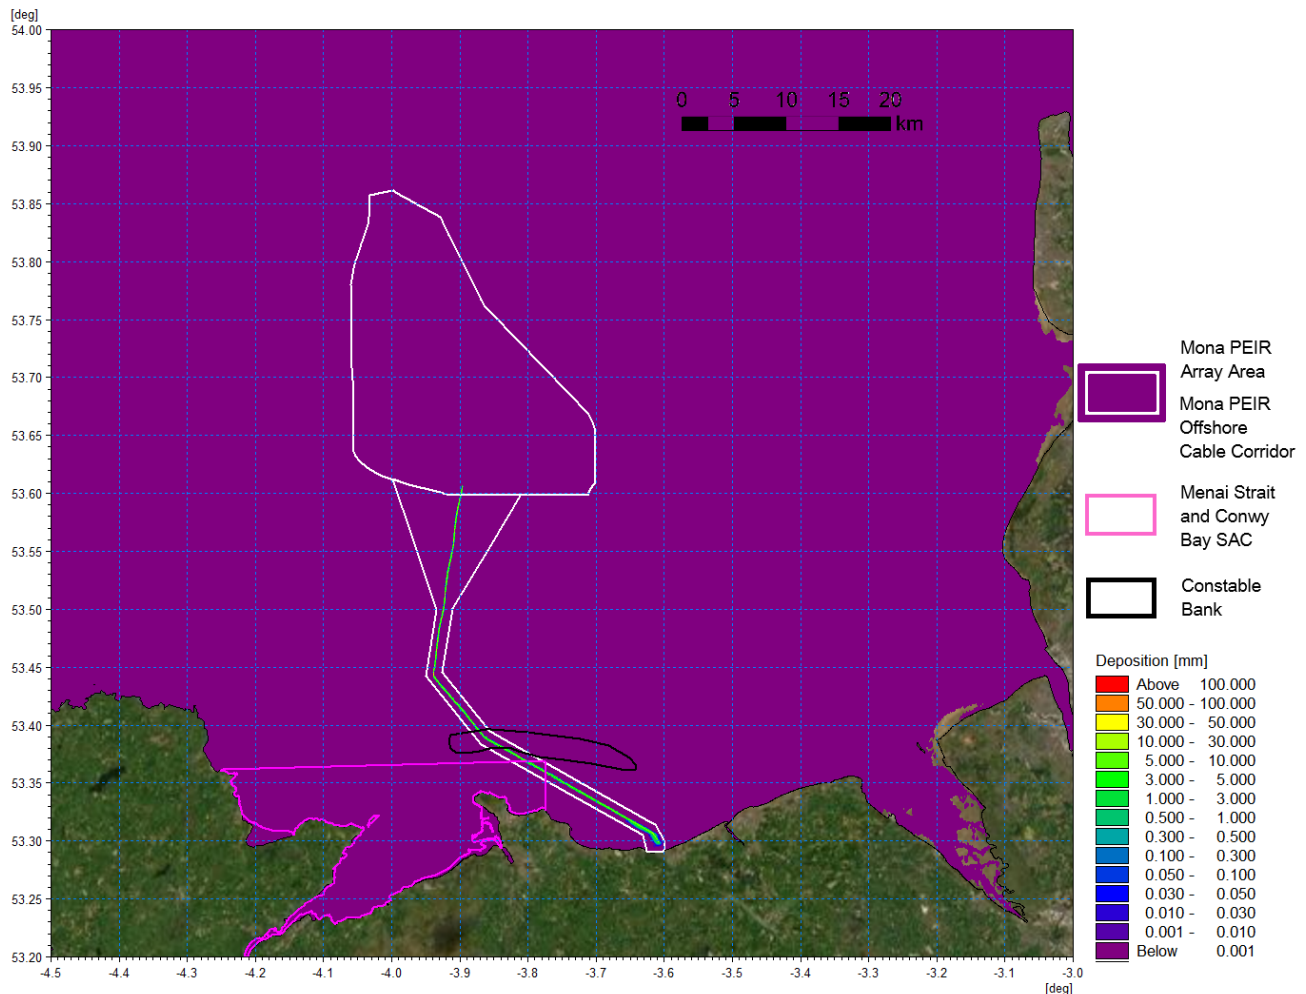 [deg]
54.00
53.95
53.90
53.85
53.80
53.75
53.70
53.65
53.60
53.55
53.50
53.45
53.40
53.35
53.30
53.25
53.20
-4.5 -4.4 -4.3 -4.2 -4.1 -4.0 -3.9 -3.8 -3.7 -3.6 -3.5 -3.4 -3.3 -3.2 -3.1 -3.0
[deg]
0 5 10 15 20
km
Mona PEIR
Array Area
Mona PEIR
Offshore
Cable Corridor
Menai Strait
and Conwy
Bay SAC
Constable
Bank
Deposition [mm]
Above 100.000
50.000 - 100.000
30.000 - 50.000
10.000 - 30.000
5.000 - 10.000
3.000 - 5.000
1.000 - 3.000
0.500 - 1.000
0.300 - 0.500
0.100 - 0.300
0.050 - 0.100
0.030 - 0.050
0.010 - 0.030
0.001 - 0.010
Below 0.001